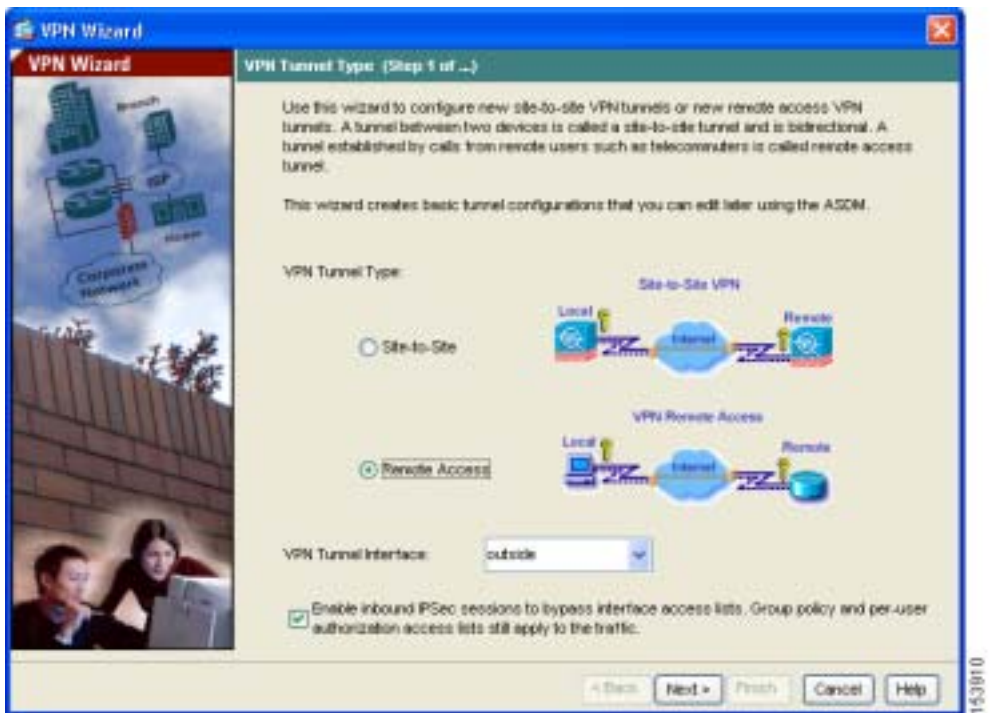 VPN Wizard
VPN Wizard
VPN Tunnel Type (Step 1 of ...)
Branch
ISP
Corporate
Network
Use this wizard to configure new site-to-site VPN tunnels or new remote access VPN
tunnels. A tunnel between two devices is called a site-to-site tunnel and is bidirectional. A
tunnel established by calls from remote users such as telecommuters is called remote access
tunnel.
This wizard creates basic tunnel configurations that you can edit later using the ASDM.
VPN Tunnel Type:
Site-to-Site VPN
Local
Remote
Internet
Site-to-Site
VPN Remote Access
Local
Remote
Internet
Remote Access
VPN Tunnel Interface:
outside
Enable inbound IPSec sessions to bypass interface access lists. Group policy and per-user
authorization access lists still apply to the traffic.
< Back
Next >
Finish
Cancel
Help
153910